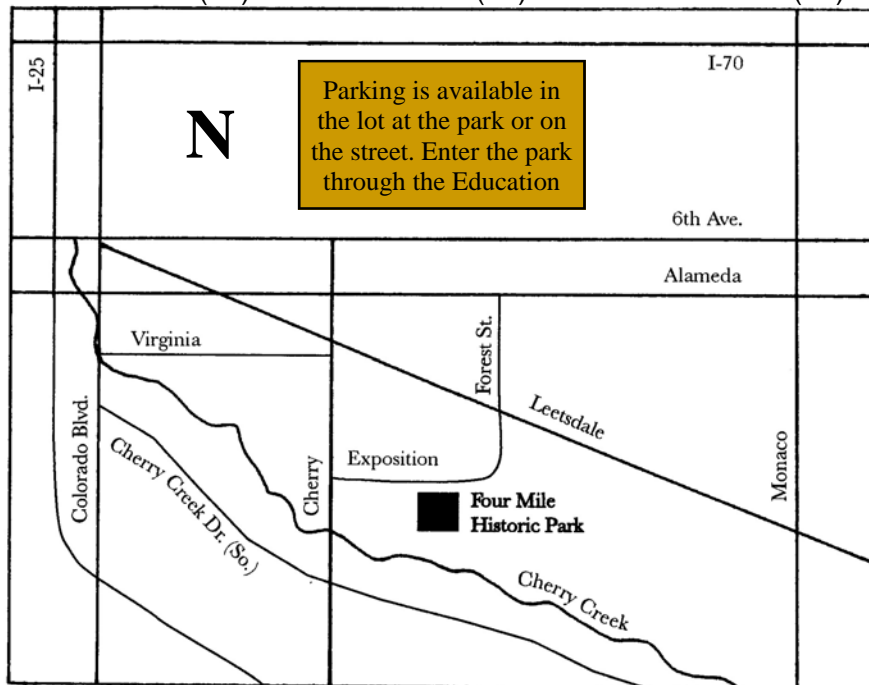 I-25
I-70
N
Parking is available in
the lot at the park or on
the street. Enter the park
through the Education
6th Ave.
Alameda
Virginia
Forest St.
Leetsdale
Colorado Blvd.
Cherry Creek Dr. (So.)
Cherry
Exposition
Monaco
Four Mile
Historic Park
Cherry Creek